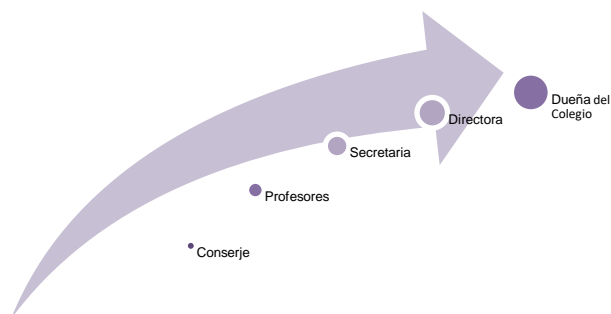 Dueña del
Colegio
Directora
Secretaria
Profesores
Conserje